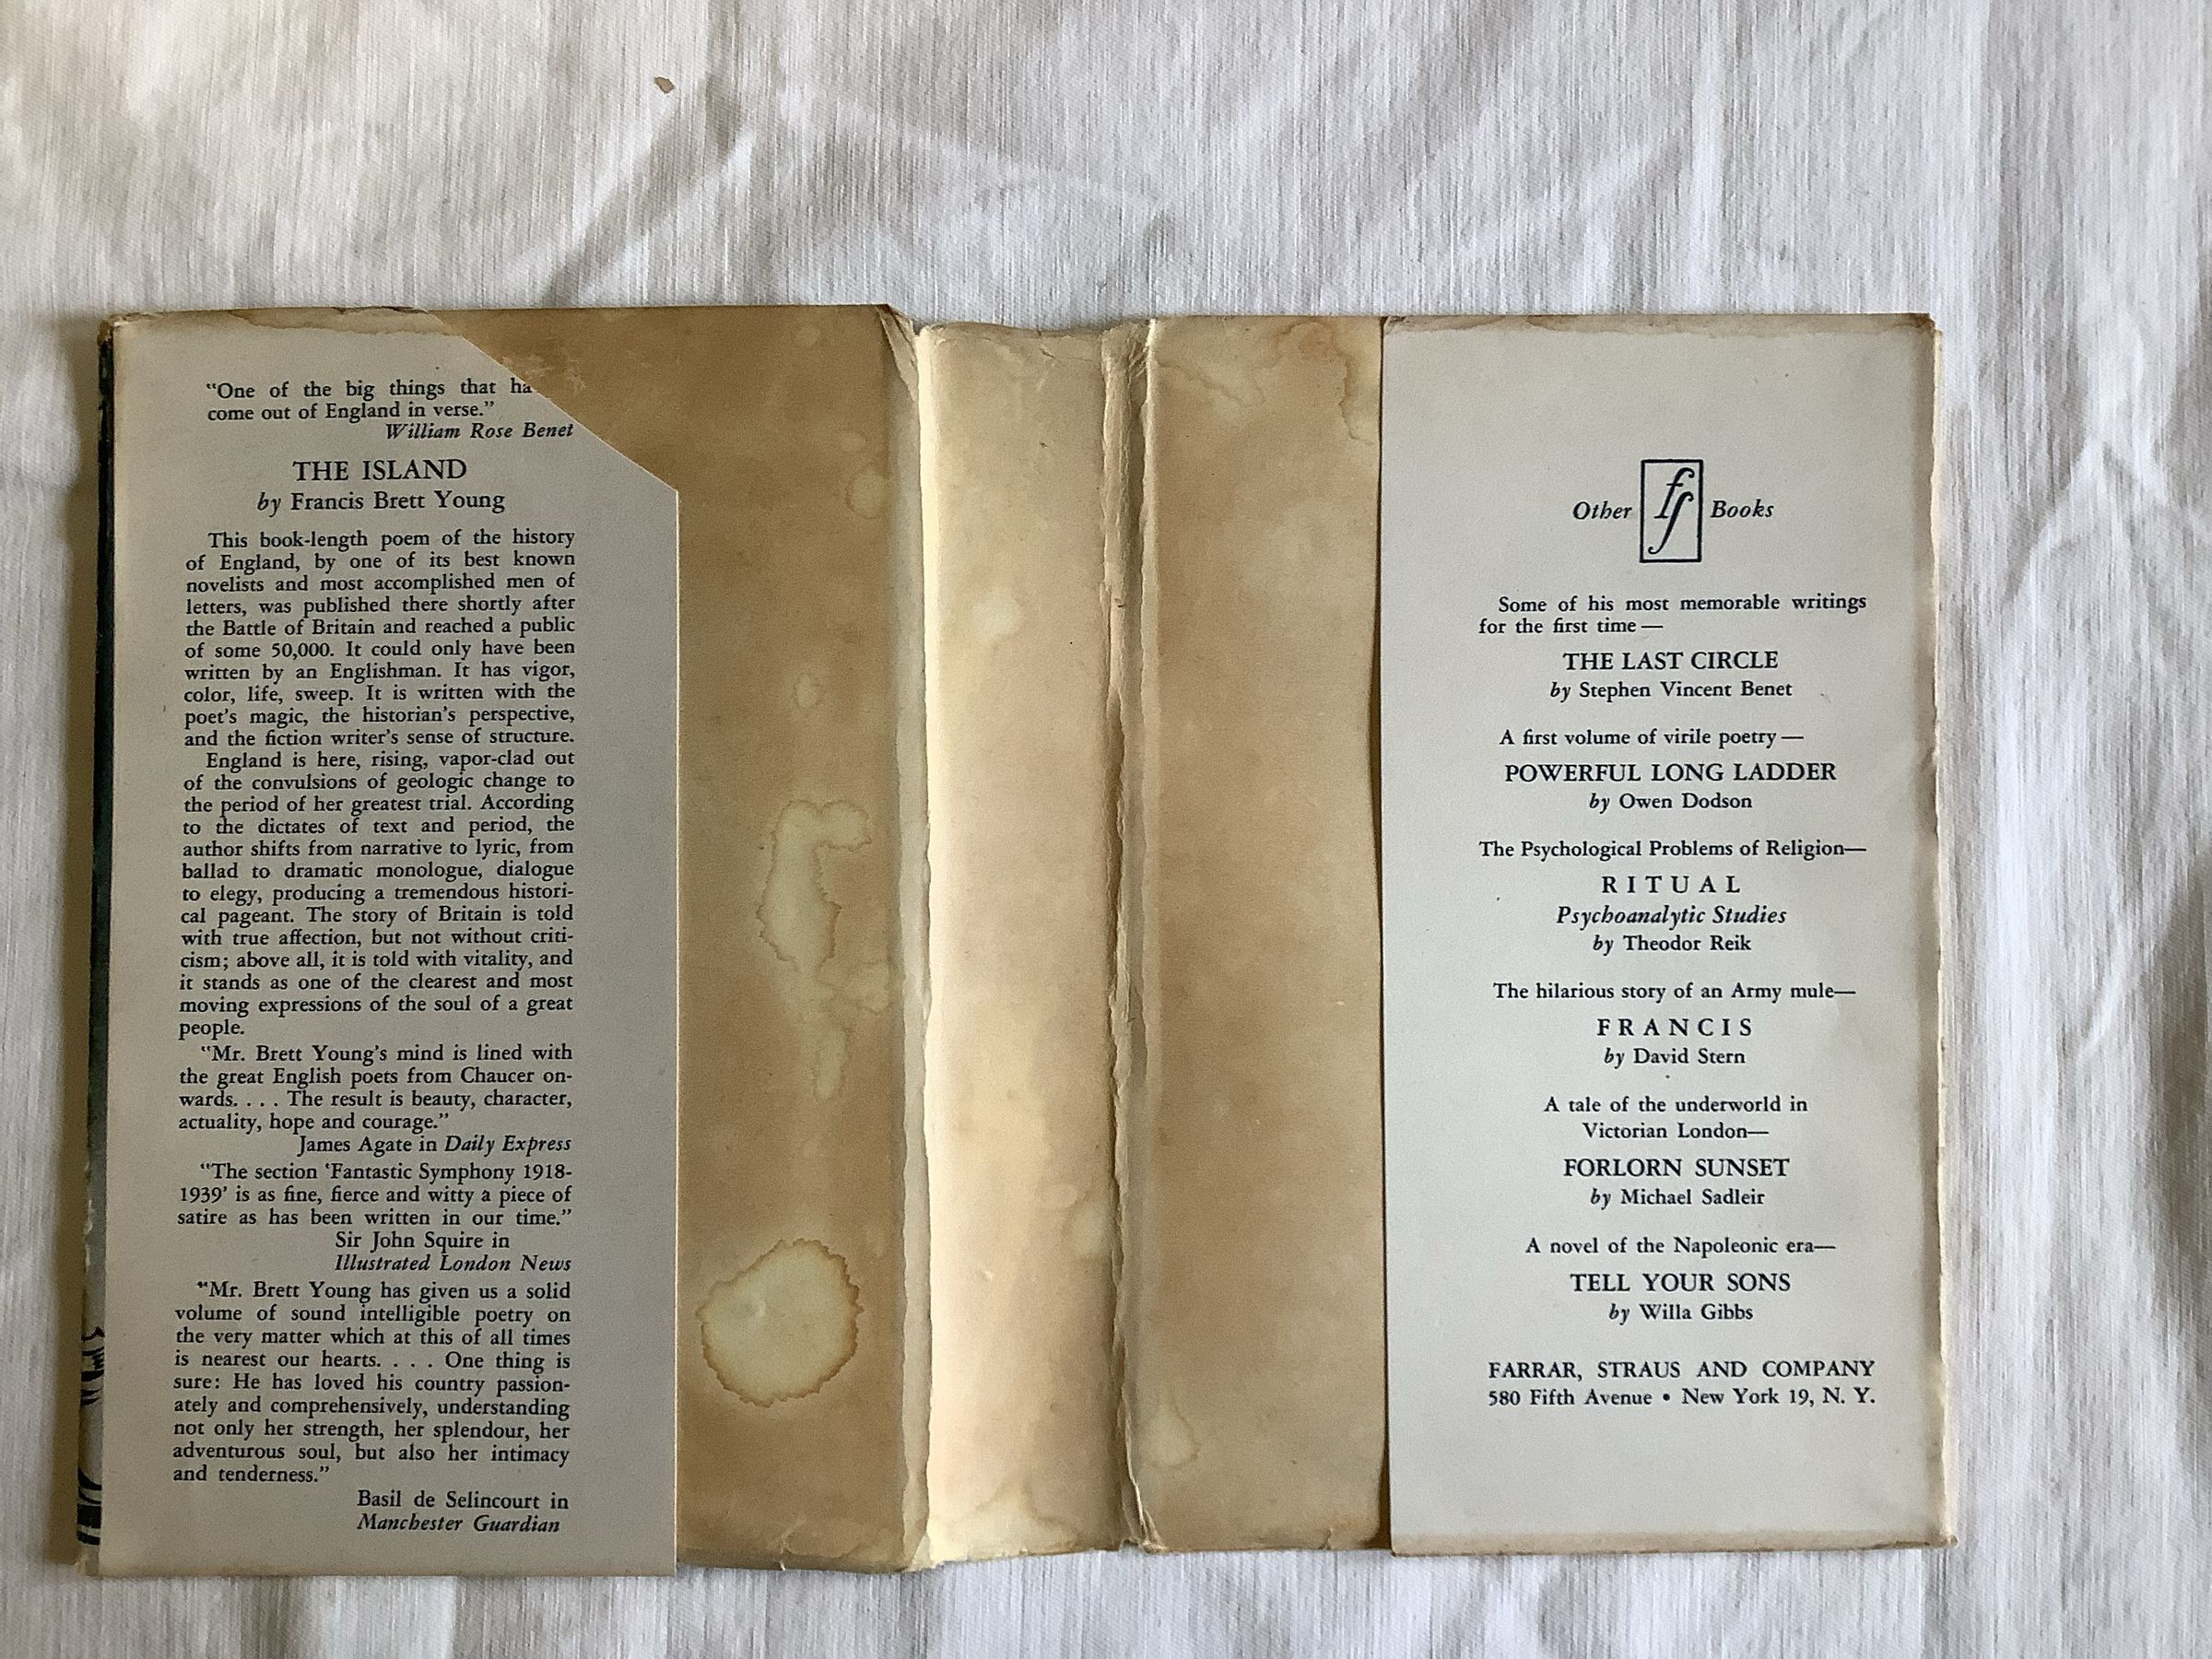 "One of the big things that
come out of England in verse."
William Rose Benet
THE ISLAND
by Francis Brett Young
This book-length poem of the history
of England, by one of its best known
novelists and most accomplished men of
letters, was published there shortly after
the Battle of Britain and reached a public
of some 50,000. It could only have been
written by an Englishman. It has vigor,
color, life, sweep. It is written with the
poet's magic, the historian's perspective,
and the fiction writer's sense of structure.
England is here, rising, vapor-clad out
of the convulsions of geologic change to
the period of her greatest trial. According
to the dictates of text and period, the
author shifts from narrative to lyric, from
ballad to dramatic monologue, dialogue
to elegy, producing a tremendous histori-
cal pageant. The story of Britain is told
with true affection, but not without criti-
cism; above all, it is told with vitality, and
it stands as one of the clearest and most
moving expressions of the soul of a great
people.
"Mr. Brett Young's mind is lined with
the great English poets from Chaucer on-
wards. . . . The result is beauty, character,
actuality, hope and courage."
James Agate in Daily Express
"The section 'Fantastic Symphony 1918-
1939' is as fine, fierce and witty a piece of
satire as has been written in our time."
Sir John Squire in
Illustrated London News
"Mr. Brett Young has given us a solid
volume of sound intelligible poetry on
the very matter which at this of all times
is nearest our hearts. . . . One thing is
sure: He has loved his country passion-
ately and comprehensively, understanding
not only her strength, her splendour, her
adventurous soul, but also her intimacy
and tenderness."
Basil de Selincourt in
Manchester Guardian
Other fs Books
Some of his most memorable writings
for the first time—
THE LAST CIRCLE
by Stephen Vincent Benet
A first volume of virile poetry—
POWERFUL LONG LADDER
by Owen Dodson
The Psychological Problems of Religion—
RITUAL
Psychoanalytic Studies
by Theodor Reik
The hilarious story of an Army mule—
FRANCIS
by David Stern
A tale of the underworld in
Victorian London—
FORLORN SUNSET
by Michael Sadleir
A novel of the Napoleonic era—
TELL YOUR SONS
by Willa Gibbs
FARRAR, STRAUS AND COMPANY
580 Fifth Avenue • New York 19, N. Y.